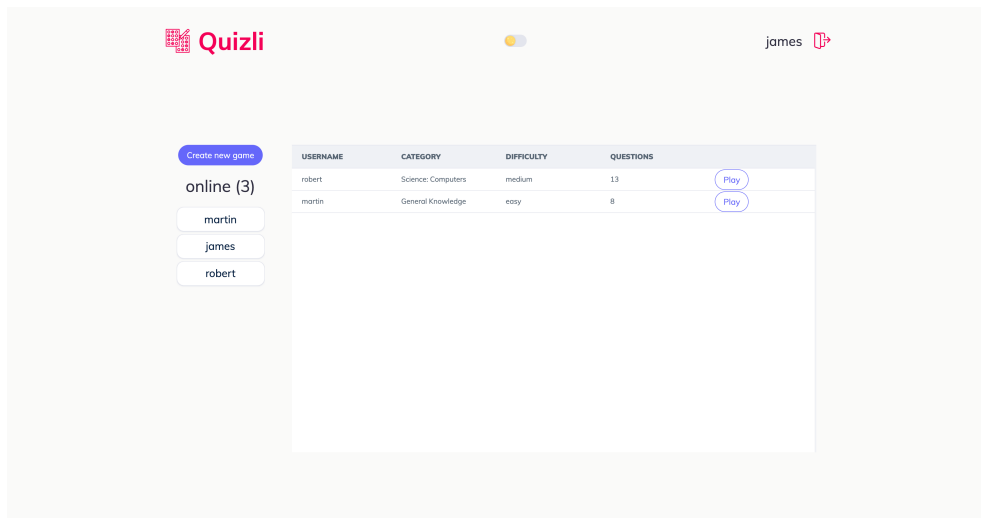 Quizli
james
Create new game
online (3)
martin
james
robert
USERNAME CATEGORY DIFFICULTY QUESTIONS
robert Science: Computers medium 13 Play
martin General Knowledge easy 8 Play